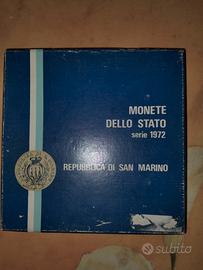 MONETE
DELLO STATO
serie 1972
REPUBBLICA DI SAN MARINO
subito